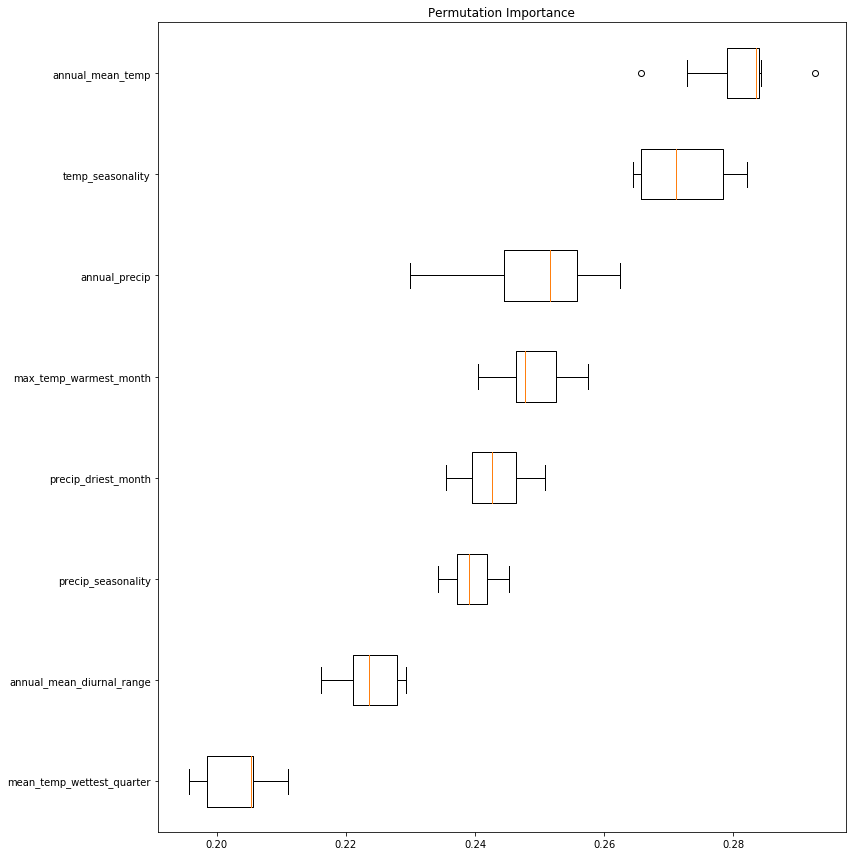 Permutation Importance
annual_mean_temp
temp_seasonality
annual_precip
max_temp_warmest_month
precip_driest_month
precip_seasonality
annual_mean_diurnal_range
mean_temp_wettest_quarter
0.20 0.22 0.24 0.26 0.28